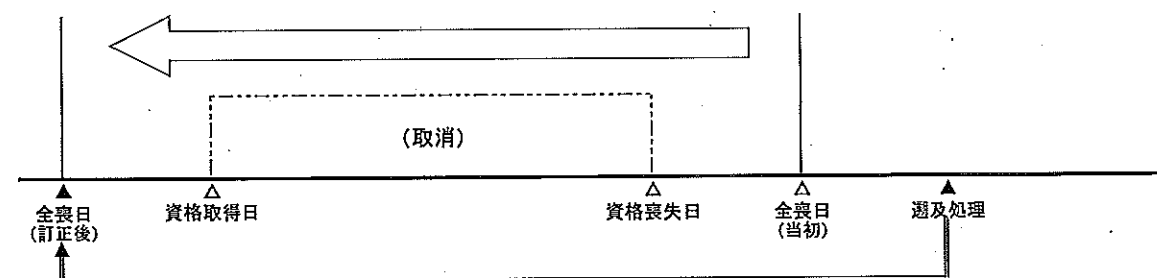 (取消)
全喪日
(訂正後)
資格取得日
資格喪失日
全喪日
(当初)
遡及処理